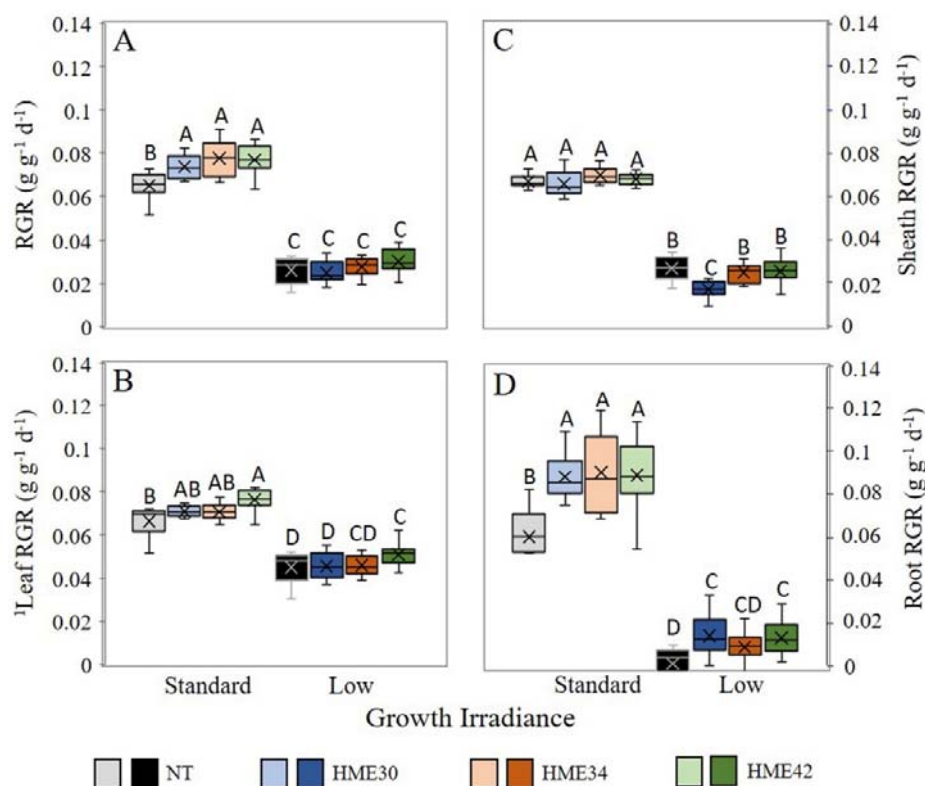 A
0.14
0.12
0.1
0.08
0.06
0.04
0.02
0
RGR (g g⁻¹ d⁻¹)
B A A A
C C C C
C
0.14
0.12
0.1
0.08
0.06
0.04
0.02
0
Sheath RGR (g g⁻¹ d⁻¹)
A A A A
B C B B
B
0.14
0.12
0.1
0.08
0.06
0.04
0.02
0
¹Leaf RGR (g g⁻¹ d⁻¹)
B AB AB A
D D CD C
Standard Low
D
0.14
0.12
0.1
0.08
0.06
0.04
0.02
0
Root RGR (g g⁻¹ d⁻¹)
B A A A
D C CD C
Standard Low
Growth Irradiance
NT HME30 HME34 HME42